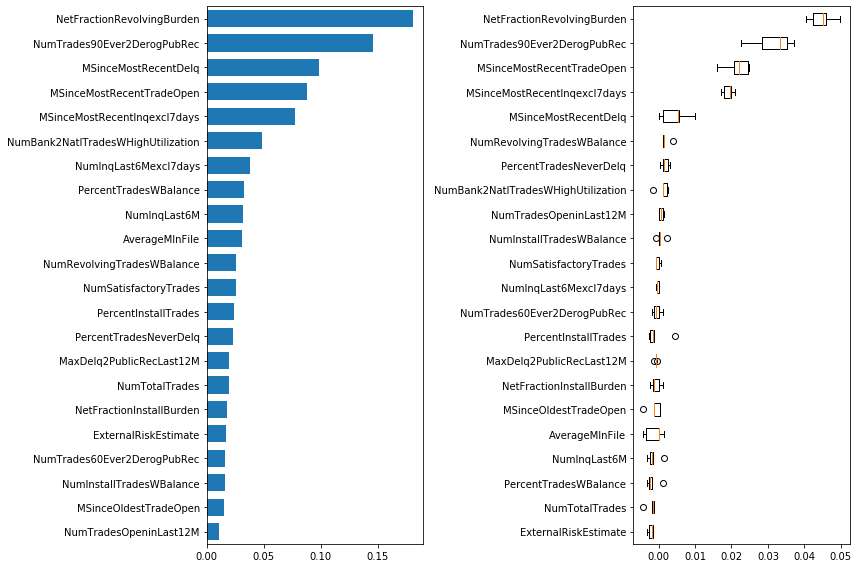 NetFractionRevolvingBurden
NumTrades90Ever2DerogPubRec
MSinceMostRecentDelq
MSinceMostRecentTradeOpen
MSinceMostRecentInqexcl7days
NumBank2NatlTradesWHighUtilization
NumInqLast6Mexcl7days
PercentTradesWBalance
NumInqLast6M
AverageMInFile
NumRevolvingTradesWBalance
NumSatisfactoryTrades
PercentInstallTrades
PercentTradesNeverDelq
MaxDelq2PublicRecLast12M
NumTotalTrades
NetFractionInstallBurden
ExternalRiskEstimate
NumTrades60Ever2DerogPubRec
NumInstallTradesWBalance
MSinceOldestTradeOpen
NumTradesOpeninLast12M
0.00 0.05 0.10 0.15
NetFractionRevolvingBurden
NumTrades90Ever2DerogPubRec
MSinceMostRecentTradeOpen
MSinceMostRecentInqexcl7days
MSinceMostRecentDelq
NumRevolvingTradesWBalance
PercentTradesNeverDelq
NumBank2NatlTradesWHighUtilization
NumTradesOpeninLast12M
NumInstallTradesWBalance
NumSatisfactoryTrades
NumInqLast6Mexcl7days
NumTrades60Ever2DerogPubRec
PercentInstallTrades
MaxDelq2PublicRecLast12M
NetFractionInstallBurden
MSinceOldestTradeOpen
AverageMInFile
NumInqLast6M
PercentTradesWBalance
NumTotalTrades
ExternalRiskEstimate
0.00 0.01 0.02 0.03 0.04 0.05